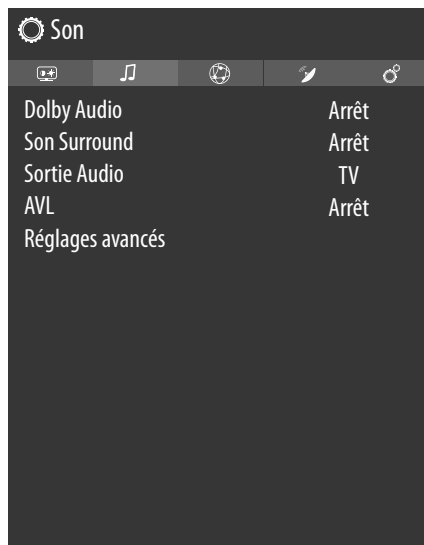 Son
Dolby Audio Arrêt
Son Surround Arrêt
Sortie Audio TV
AVL Arrêt
Réglages avancés